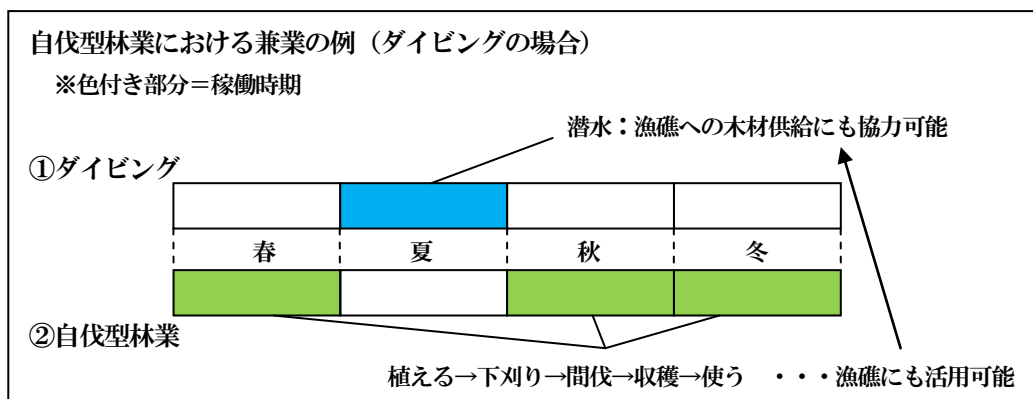 自伐型林業における兼業の例（ダイビングの場合）
※色付き部分＝稼働時期
潜水：漁礁への木材供給にも協力可能
①ダイビング
春 夏 秋 冬
②自伐型林業
植える→下刈り→間伐→収穫→使う ・・・漁礁にも活用可能